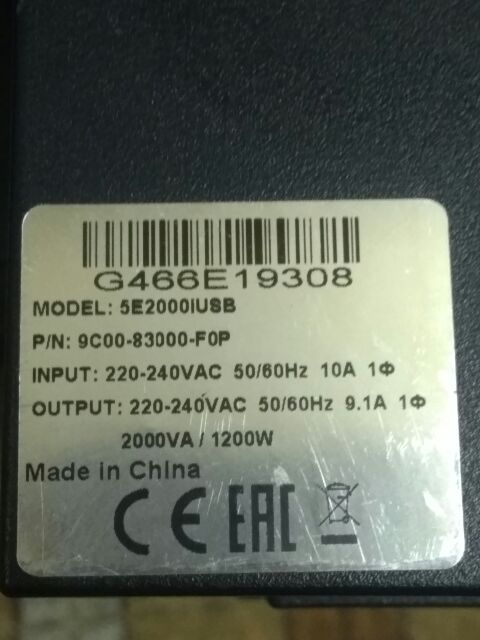 G466E19308
MODEL: 5E2000IUSB
P/N: 9C00-83000-F0P
INPUT: 220-240VAC 50/60Hz 10A 1Φ
OUTPUT: 220-240VAC 50/60Hz 9.1A 1Φ
2000VA / 1200W
Made in China
CE EAC